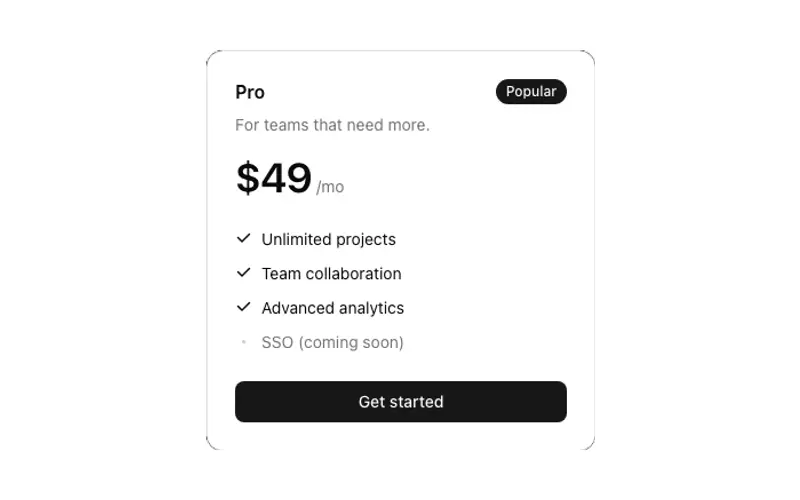 Pro
Popular
For teams that need more.
$49 /mo
Unlimited projects
Team collaboration
Advanced analytics
SSO (coming soon)
Get started